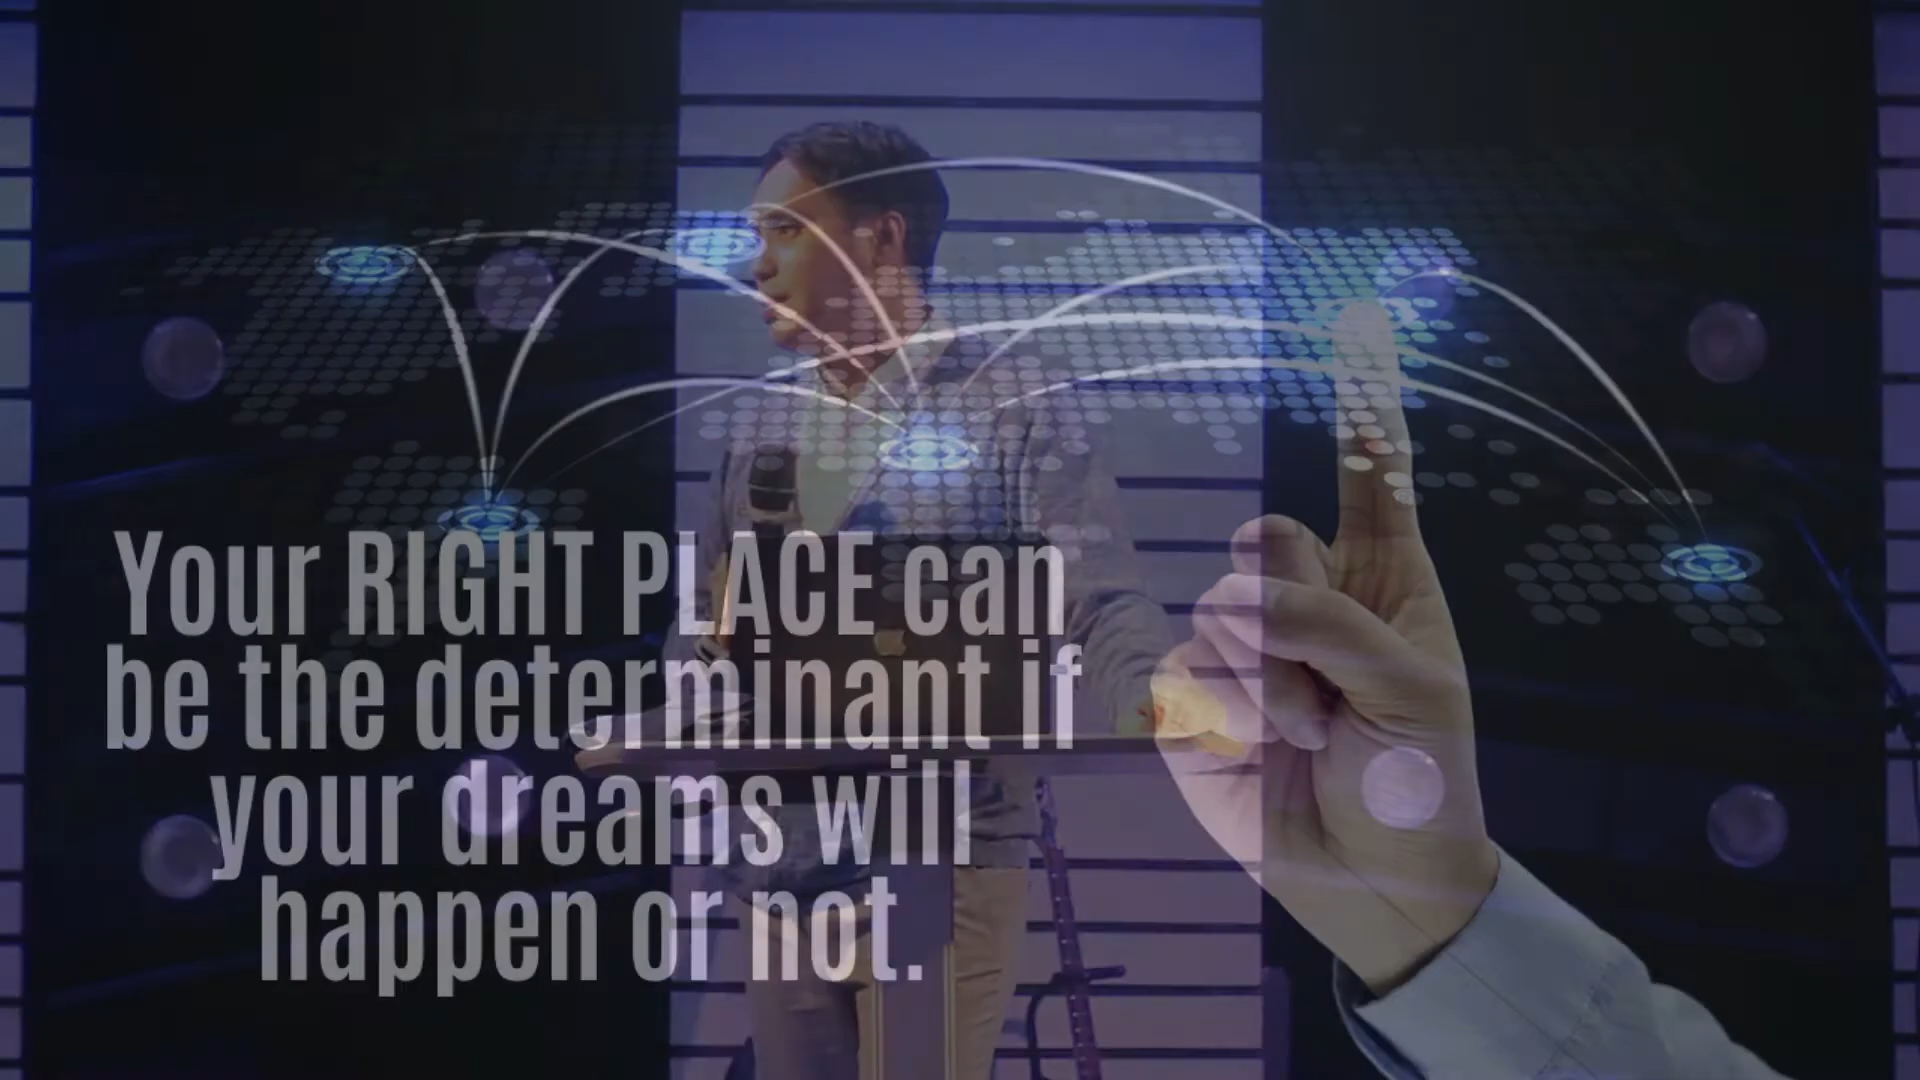 Your RIGHT PLACE can
be the determinant if
your dreams will
happen or not.